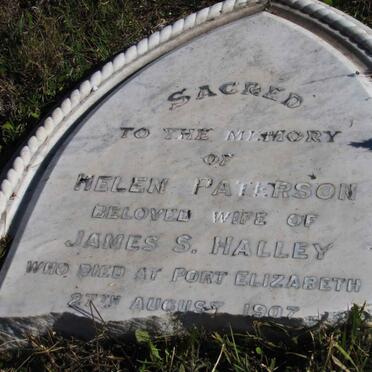 SACRED
TO THE MEMORY
OF
HELEN PATERSON
BELOVED WIFE OF
JAMES S. HALLEY
WHO DIED AT PORT ELIZABETH
27TH AUGUST 1907